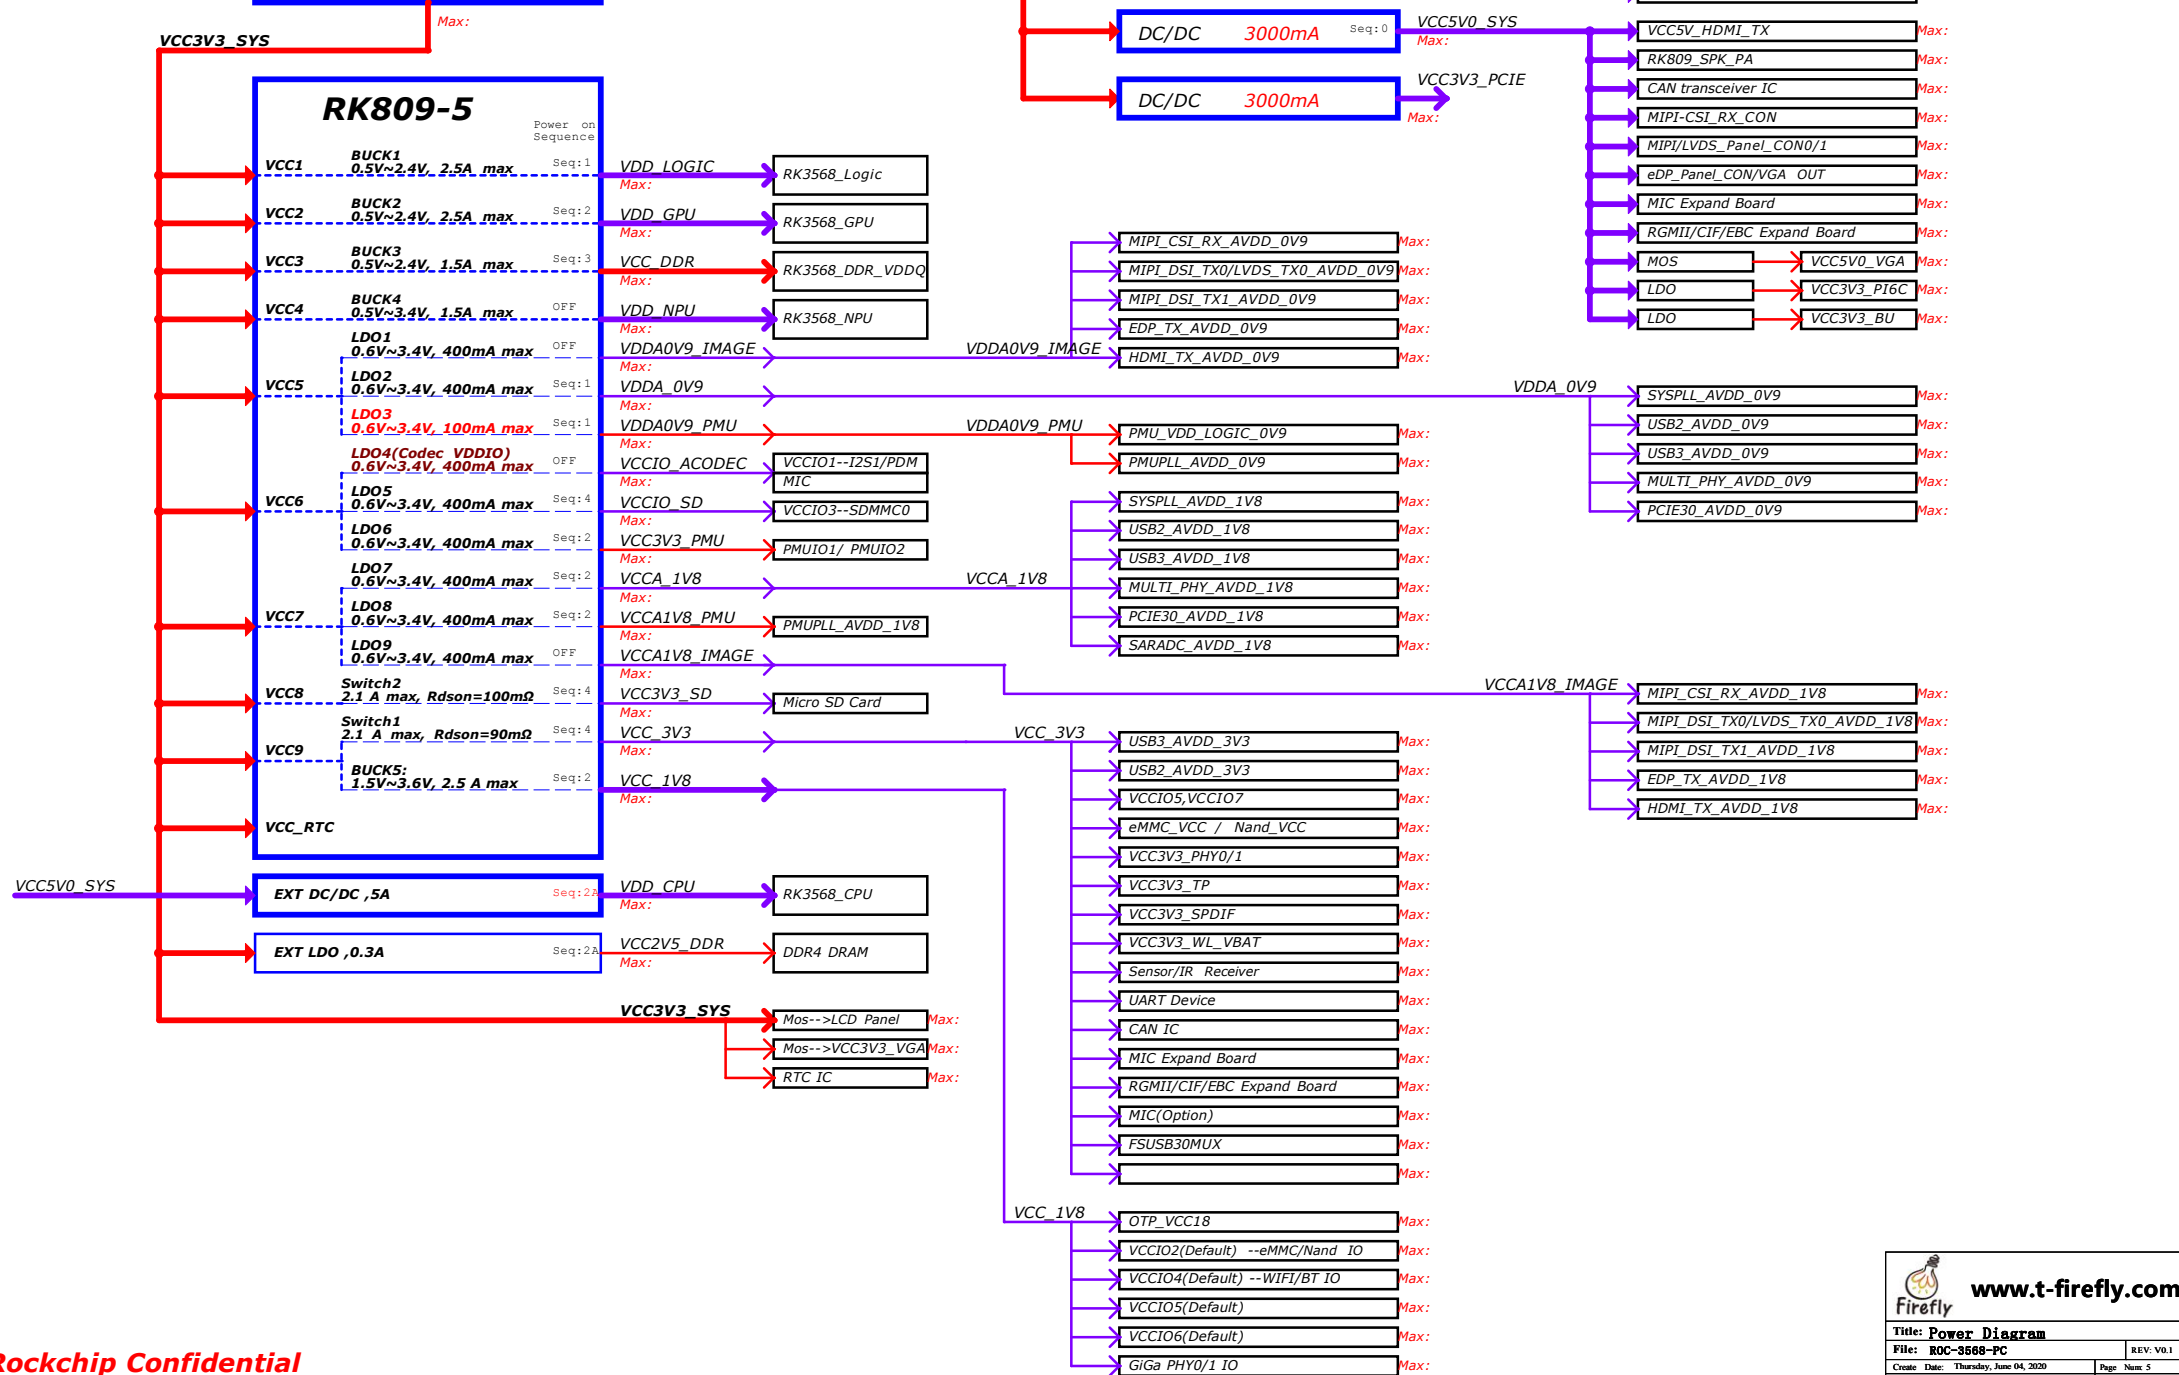 Max:
VCC3V3_SYS
RK809-5
Power on
Sequence
VCC1
BUCK1
0.5V~2.4V, 2.5A max
Seq:1
VDD_LOGIC
Max:
RK3568_Logic
VCC2
BUCK2
0.5V~2.4V, 2.5A max
Seq:2
VDD_GPU
Max:
RK3568_GPU
VCC3
BUCK3
0.5V~2.4V, 1.5A max
Seq:3
VCC_DDR
Max:
RK3568_DDR_VDDQ
VCC4
BUCK4
0.5V~3.4V, 1.5A max
OFF
VDD_NPU
Max:
RK3568_NPU
LDO1
0.6V~3.4V, 400mA max
OFF
VDDA0V9_IMAGE
Max:
VCC5
LDO2
0.6V~3.4V, 400mA max
Seq:1
VDDA_0V9
Max:
LDO3
0.6V~3.4V, 100mA max
Seq:1
VDDA0V9_PMU
Max:
LDO4(Codec VDDIO)
0.6V~3.4V, 400mA max
OFF
VCCIO_ACODEC
Max:
VCCIO1--I2S1/PDM
MIC
VCC6
LDO5
0.6V~3.4V, 400mA max
Seq:4
VCCIO_SD
Max:
VCCIO3--SDMMC0
LDO6
0.6V~3.4V, 400mA max
Seq:2
VCC3V3_PMU
Max:
PMUIO1/ PMUIO2
LDO7
0.6V~3.4V, 400mA max
Seq:2
VCCA_1V8
Max:
VCC7
LDO8
0.6V~3.4V, 400mA max
Seq:2
VCCA1V8_PMU
Max:
PMUPLL_AVDD_1V8
LDO9
0.6V~3.4V, 400mA max
OFF
VCCA1V8_IMAGE
Max:
VCC8
Switch2
2.1 A max, Rdson=100mΩ
Seq:4
VCC3V3_SD
Max:
Micro SD Card
VCC9
Switch1
2.1 A max, Rdson=90mΩ
Seq:4
VCC_3V3
Max:
BUCK5:
1.5V~3.6V, 2.5 A max
Seq:2
VCC_1V8
Max:
VCC_RTC
VCC5V0_SYS
EXT DC/DC ,5A
Seq:2A
VDD_CPU
Max:
RK3568_CPU
EXT LDO ,0.3A
Seq:2A
VCC2V5_DDR
Max:
DDR4 DRAM
VCC3V3_SYS
Mos-->LCD Panel Max:
Mos-->VCC3V3_VGA Max:
RTC IC Max:
DC/DC 3000mA Seq:0
VCC5V0_SYS
Max:
DC/DC 3000mA
VCC3V3_PCIE
Max:
VDDA0V9_IMAGE
MIPI_CSI_RX_AVDD_0V9 Max:
MIPI_DSI_TX0/LVDS_TX0_AVDD_0V9 Max:
MIPI_DSI_TX1_AVDD_0V9 Max:
EDP_TX_AVDD_0V9 Max:
HDMI_TX_AVDD_0V9 Max:
VDDA0V9_PMU
PMU_VDD_LOGIC_0V9 Max:
PMUPLL_AVDD_0V9 Max:
VCCA_1V8
SYSPLL_AVDD_1V8 Max:
USB2_AVDD_1V8 Max:
USB3_AVDD_1V8 Max:
MULTI_PHY_AVDD_1V8 Max:
PCIE30_AVDD_1V8 Max:
SARADC_AVDD_1V8 Max:
VCC_3V3
USB3_AVDD_3V3 Max:
USB2_AVDD_3V3 Max:
VCCIO5,VCCIO7 Max:
eMMC_VCC / Nand_VCC Max:
VCC3V3_PHY0/1 Max:
VCC3V3_TP Max:
VCC3V3_SPDIF Max:
VCC3V3_WL_VBAT Max:
Sensor/IR Receiver Max:
UART Device Max:
CAN IC Max:
MIC Expand Board Max:
RGMII/CIF/EBC Expand Board Max:
MIC(Option) Max:
FSUSB30MUX Max:
Max:
VCC_1V8
OTP_VCC18 Max:
VCCIO2(Default) --eMMC/Nand IO Max:
VCCIO4(Default) --WIFI/BT IO Max:
VCCIO5(Default) Max:
VCCIO6(Default) Max:
GiGa PHY0/1 IO Max:
VCC5V_HDMI_TX Max:
RK809_SPK_PA Max:
CAN transceiver IC Max:
MIPI-CSI_RX_CON Max:
MIPI/LVDS_Panel_CON0/1 Max:
eDP_Panel_CON/VGA OUT Max:
MIC Expand Board Max:
RGMII/CIF/EBC Expand Board Max:
MOS VCC5V0_VGA Max:
LDO VCC3V3_PI6C Max:
LDO VCC3V3_BU Max:
VDDA_0V9
SYSPLL_AVDD_0V9 Max:
USB2_AVDD_0V9 Max:
USB3_AVDD_0V9 Max:
MULTI_PHY_AVDD_0V9 Max:
PCIE30_AVDD_0V9 Max:
VCCA1V8_IMAGE
MIPI_CSI_RX_AVDD_1V8 Max:
MIPI_DSI_TX0/LVDS_TX0_AVDD_1V8 Max:
MIPI_DSI_TX1_AVDD_1V8 Max:
EDP_TX_AVDD_1V8 Max:
HDMI_TX_AVDD_1V8 Max:
Rockchip Confidential
Firefly
www.t-firefly.com
Title: Power Diagram
File: ROC-3568-PC
REV: V0.1
Create Date: Thursday, June 04, 2020
Page Num: 5